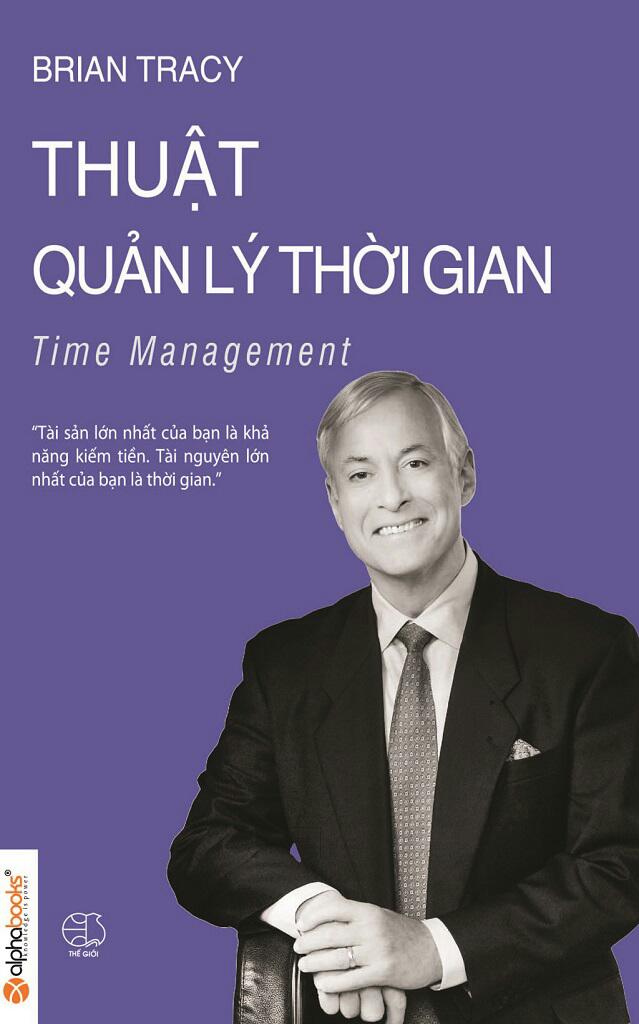 BRIAN TRACY
THUẬT
QUẢN LÝ THỜI GIAN
Time Management
“Tài sản lớn nhất của bạn là khả
năng kiếm tiền. Tài nguyên lớn
nhất của bạn là thời gian.”
alphabooks®
knowledge is power
THẾ GIỚI